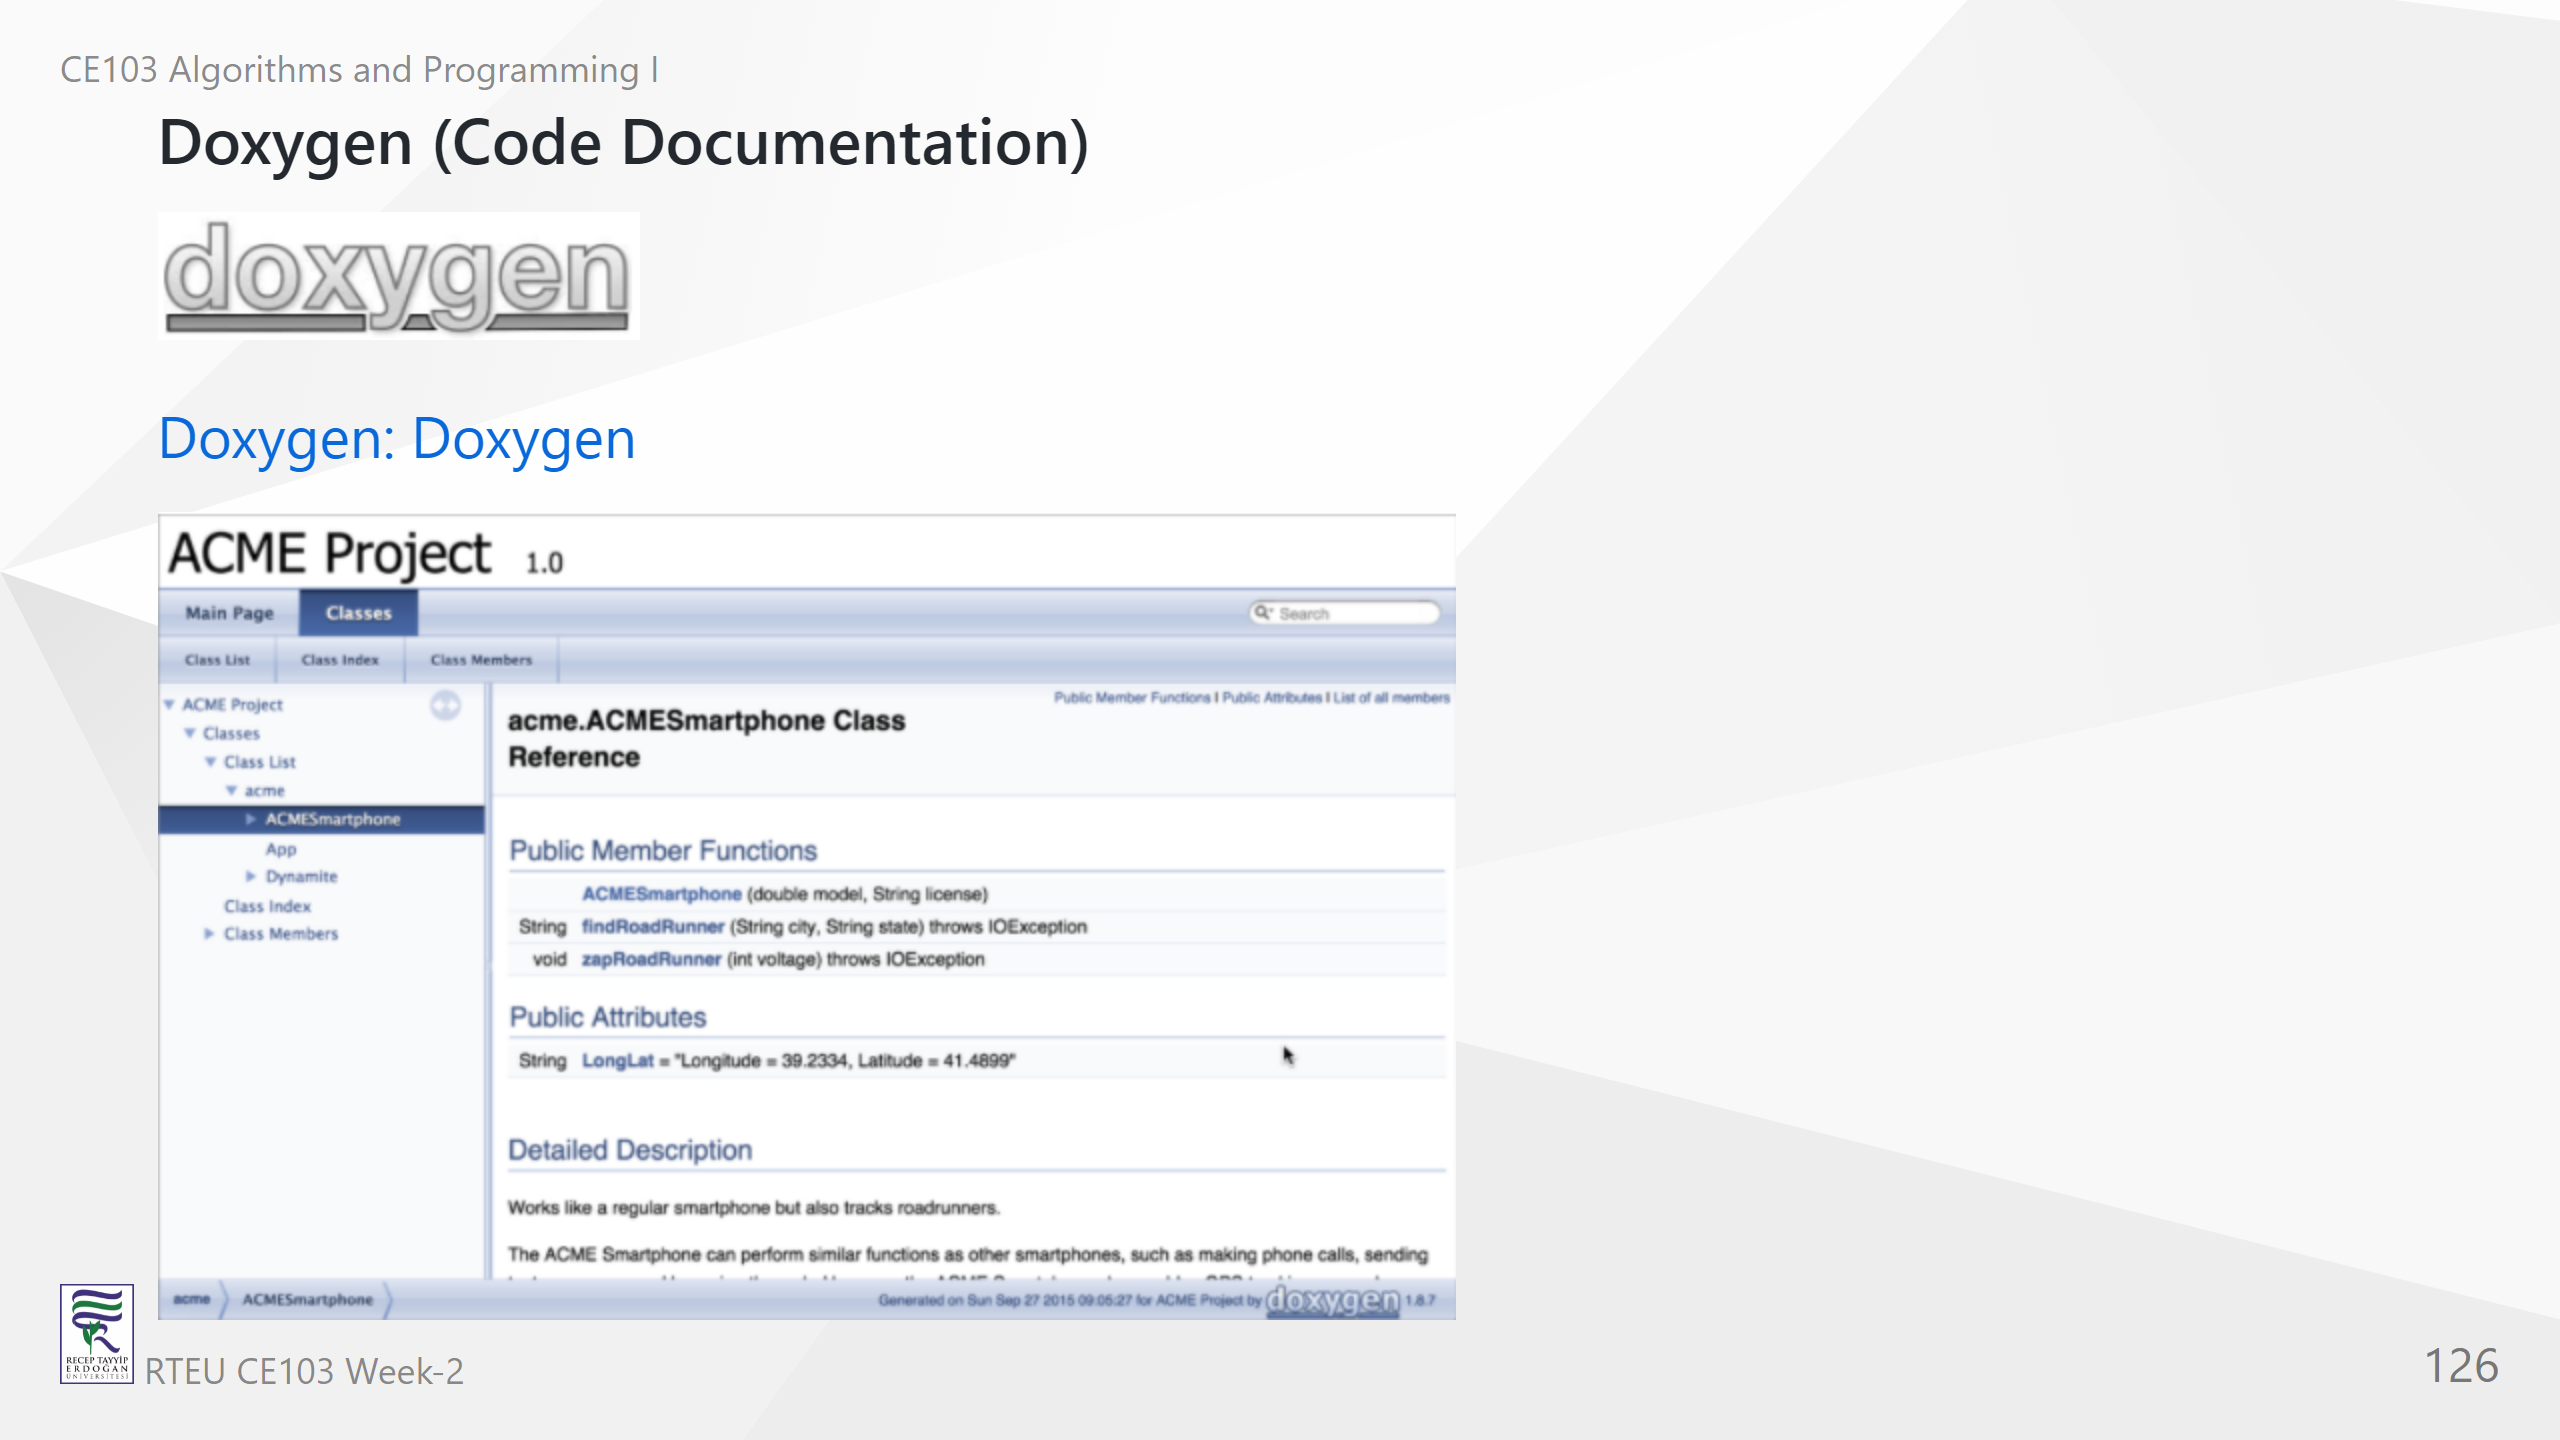 CE103 Algorithms and Programming I
Doxygen (Code Documentation)
doxygen
Doxygen: Doxygen
ACME Project 1.0
Main Page Classes Search
Class List Class Index Class Members
ACME Project
Classes
Class List
acme
ACMESmartphone
App
Dynamite
Class Index
Class Members
Public Member Functions | Public Attributes | List of all members
acme.ACMESmartphone Class
Reference
Public Member Functions
ACMESmartphone (double model, String license)
String findRoadRunner (String city, String state) throws IOException
void zapRoadRunner (int voltage) throws IOException
Public Attributes
String LongLat = "Longitude = 39.2334, Latitude = 41.4899"
Detailed Description
Works like a regular smartphone but also tracks roadrunners.
The ACME Smartphone can perform similar functions as other smartphones, such as making phone calls, sending
acme ACMESmartphone Generated on Sun Sep 27 2015 09:05:27 for ACME Project by doxygen 1.8.7
RECEP TAYYİP
ERDOĞAN
ÜNİVERSİTESİ
RTEU CE103 Week-2
126